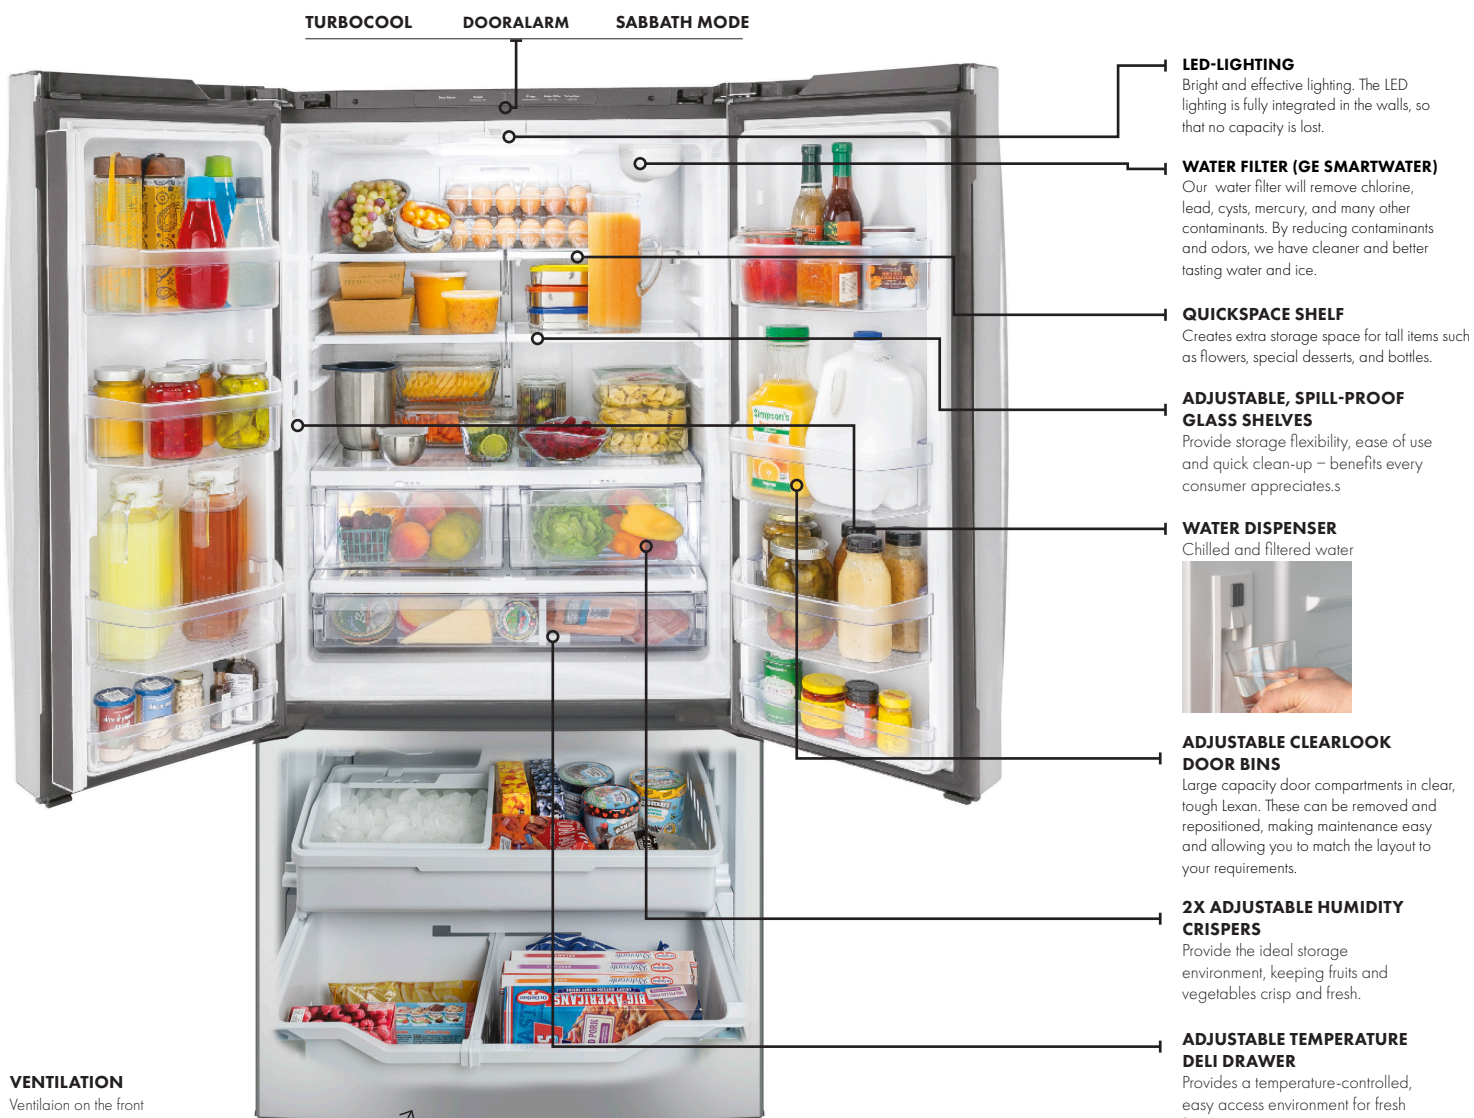 TURBOCOOL DOORALARM SABBATH MODE
LED-LIGHTING
Bright and effective lighting. The LED
lighting is fully integrated in the walls, so
that no capacity is lost.
WATER FILTER (GE SMARTWATER)
Our water filter will remove chlorine,
lead, cysts, mercury, and many other
contaminants. By reducing contaminants
and odors, we have cleaner and better
tasting water and ice.
QUICKSPACE SHELF
Creates extra storage space for tall items such
as flowers, special desserts, and bottles.
ADJUSTABLE, SPILL-PROOF
GLASS SHELVES
Provide storage flexibility, ease of use
and quick clean-up – benefits every
consumer appreciates.s
Simpson's
WATER DISPENSER
Chilled and filtered water
ADJUSTABLE CLEARLOOK
DOOR BINS
Large capacity door compartments in clear,
tough Lexan. These can be removed and
repositioned, making maintenance easy
and allowing you to match the layout to
your requirements.
2X ADJUSTABLE HUMIDITY
CRISPERS
Provide the ideal storage
environment, keeping fruits and
vegetables crisp and fresh.
Ristorante
Ristorante
Ristorante
BIG AMERICANS
ADJUSTABLE TEMPERATURE
DELI DRAWER
Provides a temperature-controlled,
easy access environment for fresh
VENTILATION
Ventilaion on the front